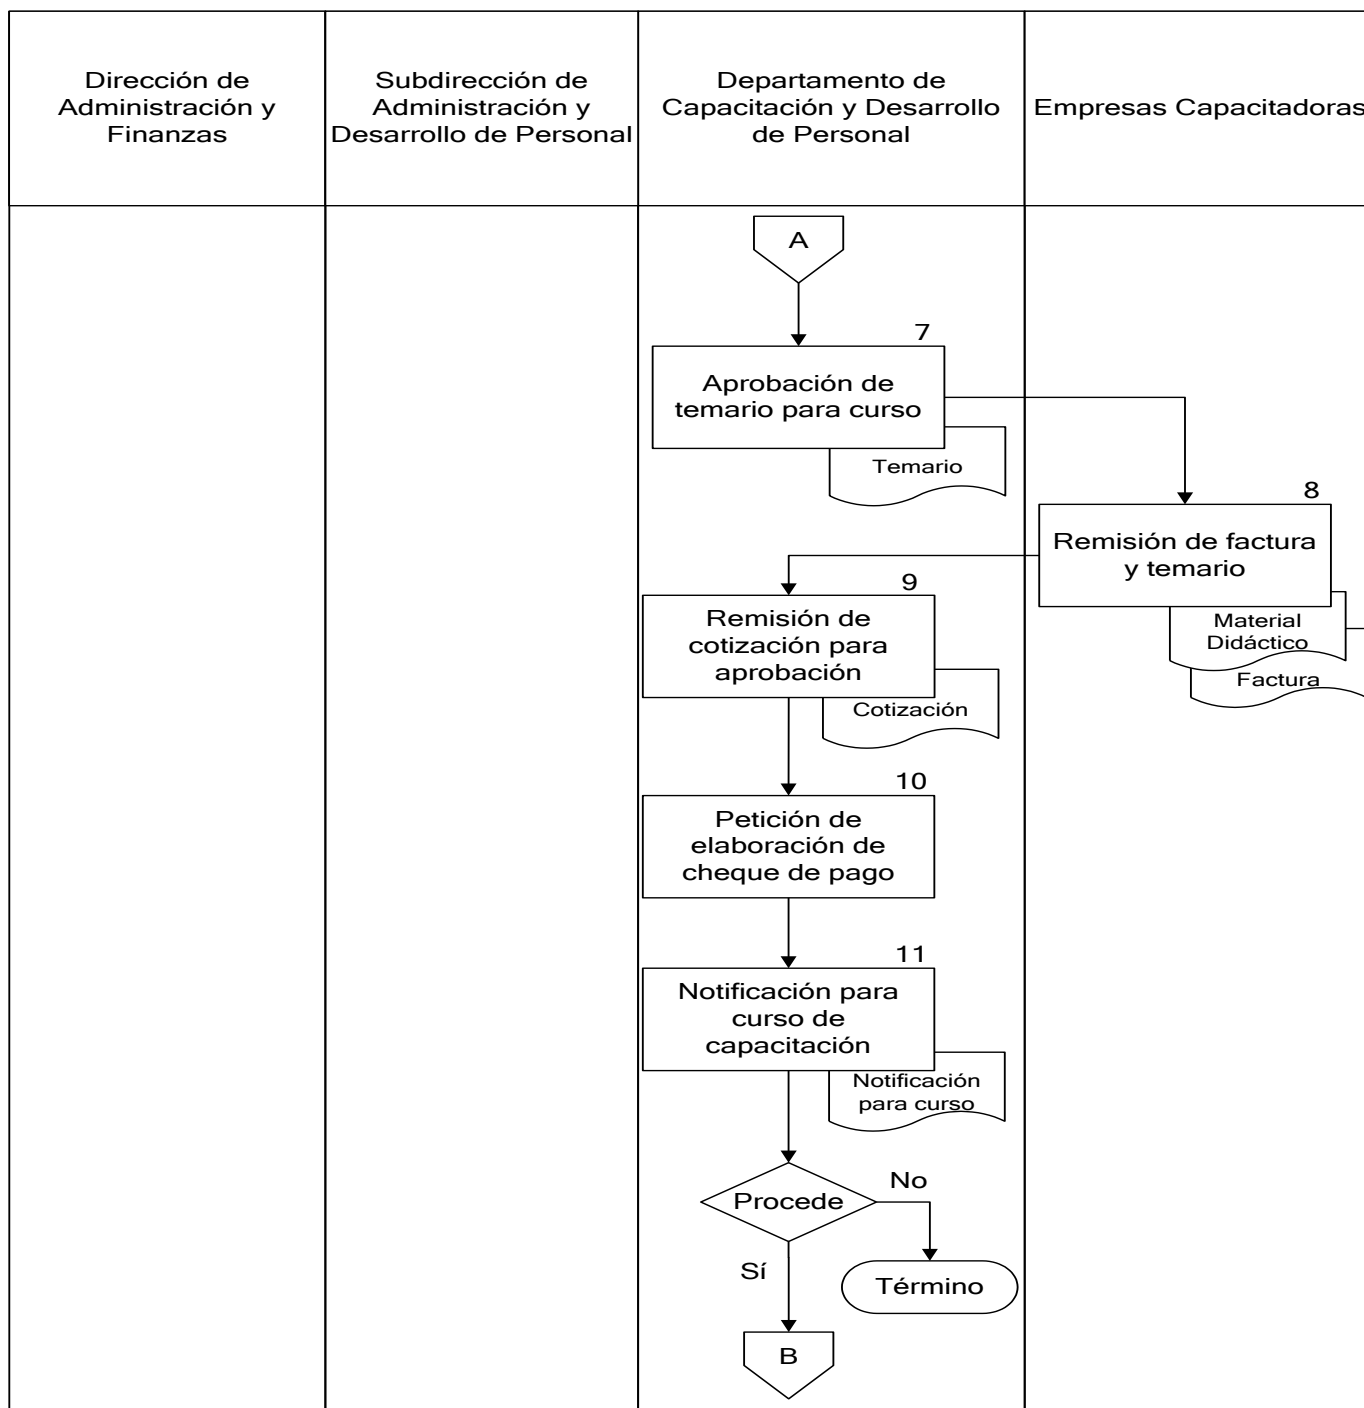 Dirección de
Administración y
Finanzas
Subdirección de
Administración y
Desarrollo de Personal
Departamento de
Capacitación y Desarrollo
de Personal
Empresas Capacitadoras
A
7
Aprobación de
temario para curso
Temario
8
Remisión de factura
y temario
Material
Didáctico
Factura
9
Remisión de
cotización para
aprobación
Cotización
10
Petición de
elaboración de
cheque de pago
11
Notificación para
curso de
capacitación
Notificación
para curso
Procede
No
Sí
Término
B